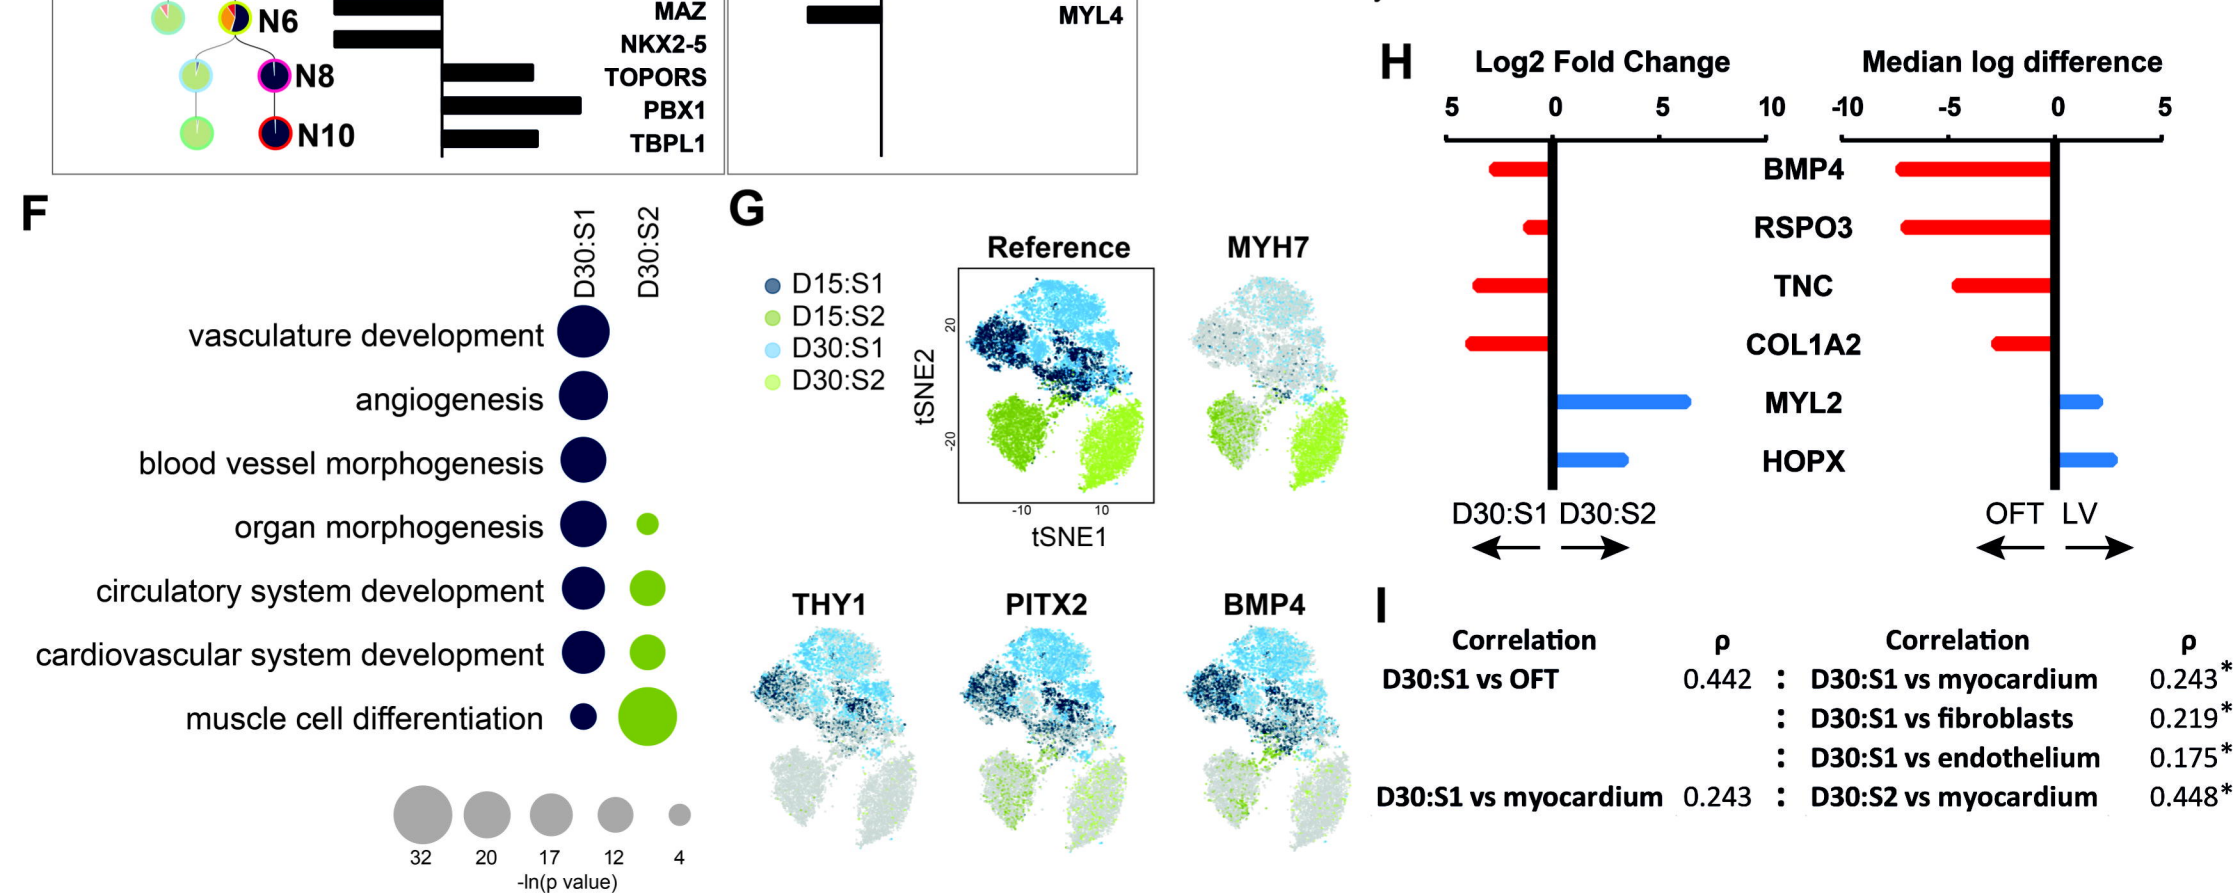 N6
N8
N10
MAZ
NKX2-5
TOPORS
PBX1
TBPL1
MYL4
F
D30:S1
D30:S2
vasculature development
angiogenesis
blood vessel morphogenesis
organ morphogenesis
circulatory system development
cardiovascular system development
muscle cell differentiation
32 20 17 12 4
-ln(p value)
G
D15:S1
D15:S2
D30:S1
D30:S2
Reference
MYH7
20
-20
tSNE2
-10 10
tSNE1
THY1
PITX2
BMP4
H
Log2 Fold Change
Median log difference
5 0 5 10
-10 -5 0 5
BMP4
RSPO3
TNC
COL1A2
MYL2
HOPX
D30:S1 D30:S2
OFT LV
I
Correlation ρ Correlation ρ
D30:S1 vs OFT 0.442 : D30:S1 vs myocardium 0.243*
: D30:S1 vs fibroblasts 0.219*
: D30:S1 vs endothelium 0.175*
D30:S1 vs myocardium 0.243 : D30:S2 vs myocardium 0.448*